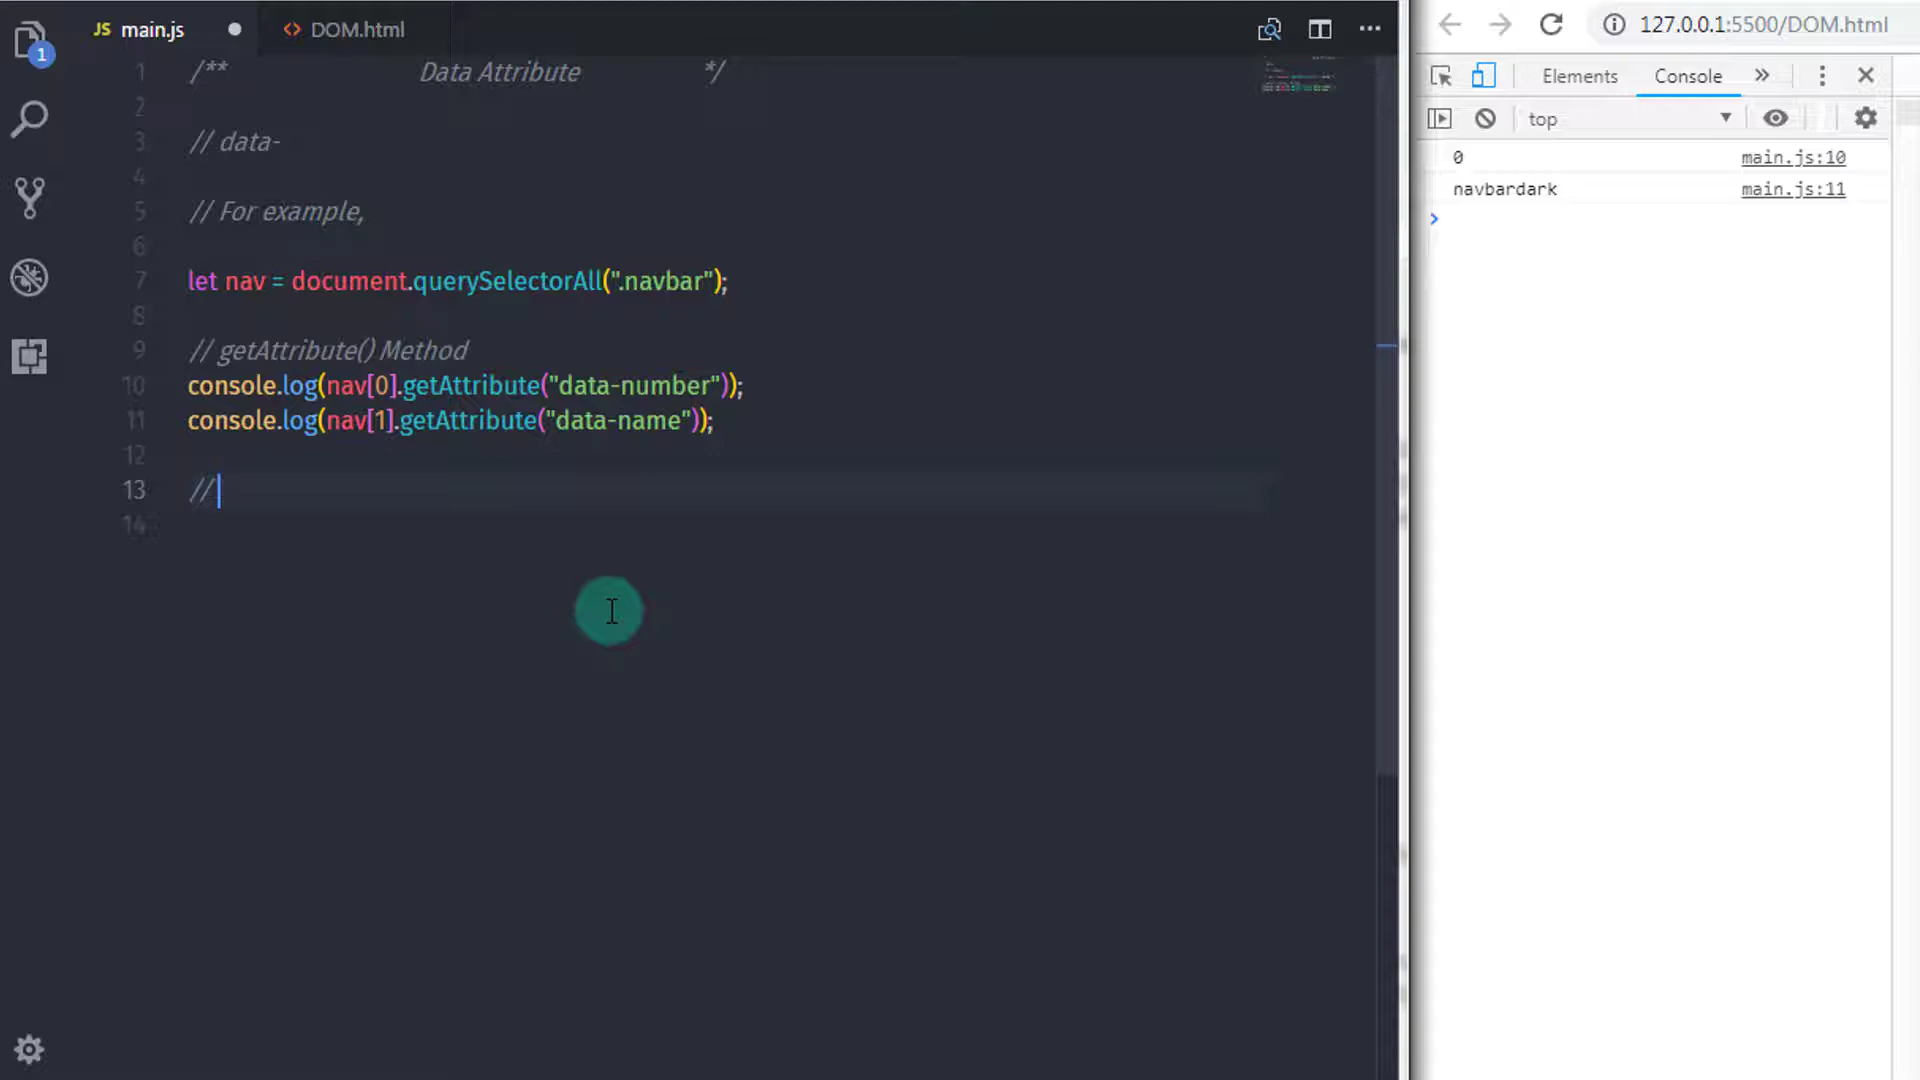 JS main.js
<> DOM.html
1
1 /** Data Attribute */
2
3 // data-
4
5 // For example,
6
7 let nav = document.querySelectorAll(".navbar");
8
9 // getAttribute() Method
10 console.log(nav[0].getAttribute("data-number"));
11 console.log(nav[1].getAttribute("data-name"));
12
13 //
14
127.0.0.1:5500/DOM.html
Elements Console »
top
0 main.js:10
navbardark main.js:11